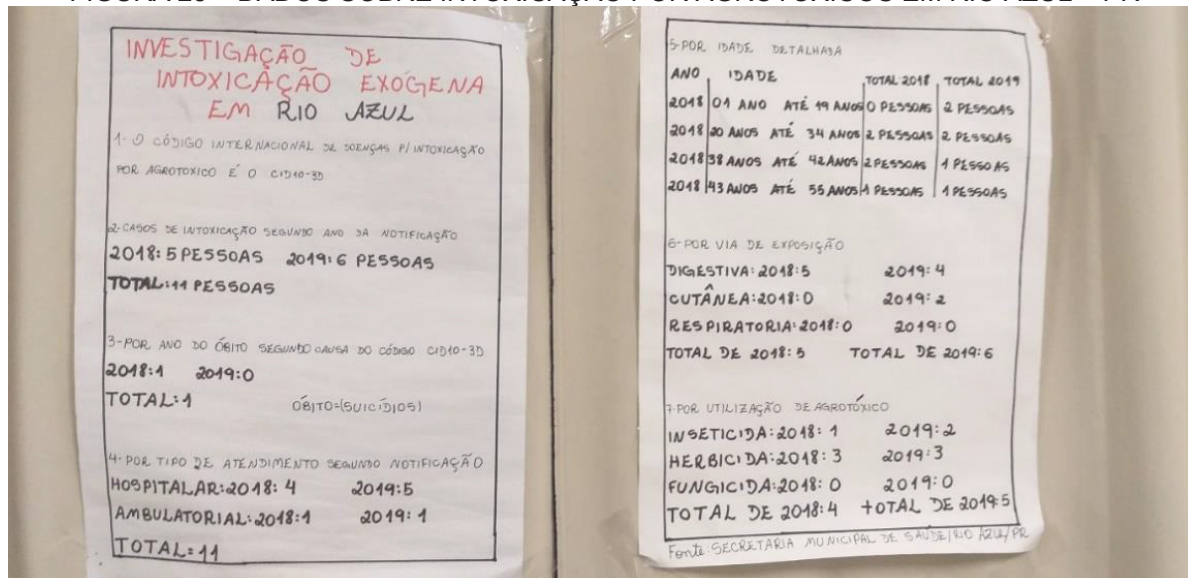 INVESTIGAÇÃO DE
INTOXICAÇÃO EXÓGENA
EM RIO AZUL
1- O CÓDIGO INTERNACIONAL DE DOENÇAS P/ INTOXICAÇÃO
POR AGROTOXICO É O CID10-3D
2-CASOS DE INTOXICAÇÃO SEGUNDO ANO DA NOTIFICAÇÃO
2018: 5 PESSOAS 2019: 6 PESSOAS
TOTAL: 11 PESSOAS
3-POR ANO DO ÓBITO SEGUNDO CAUSA DO CÓDIGO CID10-3D
2018:1 2019:0
TOTAL:1 ÓBITO=(SUICÍDIOS)
4-POR TIPO DE ATENDIMENTO SEGUNDO NOTIFICAÇÃO
HOSPITALAR:2018: 4 2019:5
AMBULATORIAL:2018:1 2019: 1
TOTAL=11
5-POR IDADE DETALHADA
ANO IDADE TOTAL 2018 TOTAL 2019
2018 01 ANO ATÉ 19 ANOS 0 PESSOAS 2 PESSOAS
2018 20 ANOS ATÉ 34 ANOS 2 PESSOAS 2 PESSOAS
2018 38 ANOS ATÉ 42 ANOS 2 PESSOAS 1 PESSOAS
2018 43 ANOS ATÉ 55 ANOS 1 PESSOAS 1 PESSOAS
6-POR VIA DE EXPOSIÇÃO
DIGESTIVA: 2018:5 2019: 4
CUTÂNEA:2018:0 2019: 2
RESPIRATORIA: 2018: 0 2019: 0
TOTAL DE 2018: 5 TOTAL DE 2019: 6
7-POR UTILIZAÇÃO DE AGROTÓXICO
INSETICIDA:2018: 1 2019: 2
HERBICIDA:2018: 3 2019: 3
FUNGICIDA:2018: 0 2019: 0
TOTAL DE 2018: 4 TOTAL DE 2019:5
Fonte: SECRETARIA MUNICIPAL DE SAÚDE/RIO AZUL/PR